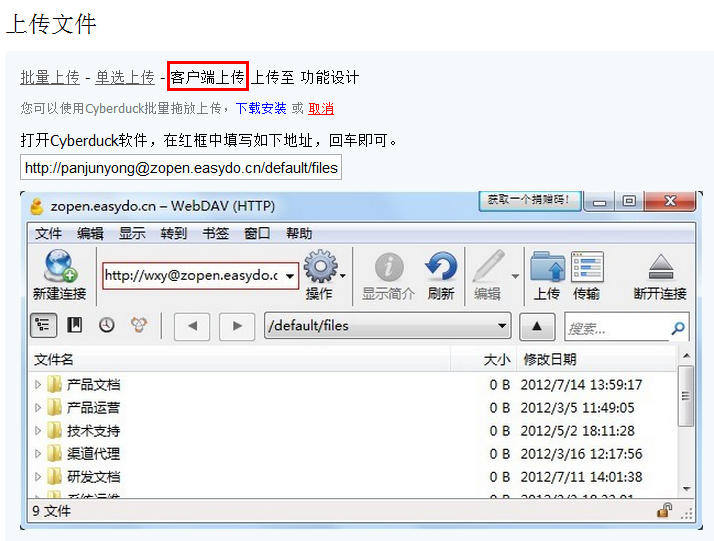 上传文件
批量上传 - 单选上传 - 客户端上传 上传至 功能设计
您可以使用Cyberduck批量拖放上传，下载安装 或 取消
打开Cyberduck软件，在红框中填写如下地址，回车即可。
http://panjunyong@zopen.easydo.cn/default/files
zopen.easydo.cn – WebDAV (HTTP) 获取一个捐赠码!
文件 编辑 显示 转到 书签 窗口 帮助
http://wxy@zopen.easydo.c
新建连接 操作 显示简介 刷新 编辑 上传 传输 断开连接
/default/files 搜索...
文件名 大小 修改日期
产品文档 0 B 2012/7/14 13:59:17
产品运营 0 B 2012/3/5 11:49:05
技术支持 0 B 2012/5/2 18:11:28
渠道代理 0 B 2012/3/16 12:17:56
研发文档 0 B 2012/7/11 14:01:38
9 文件